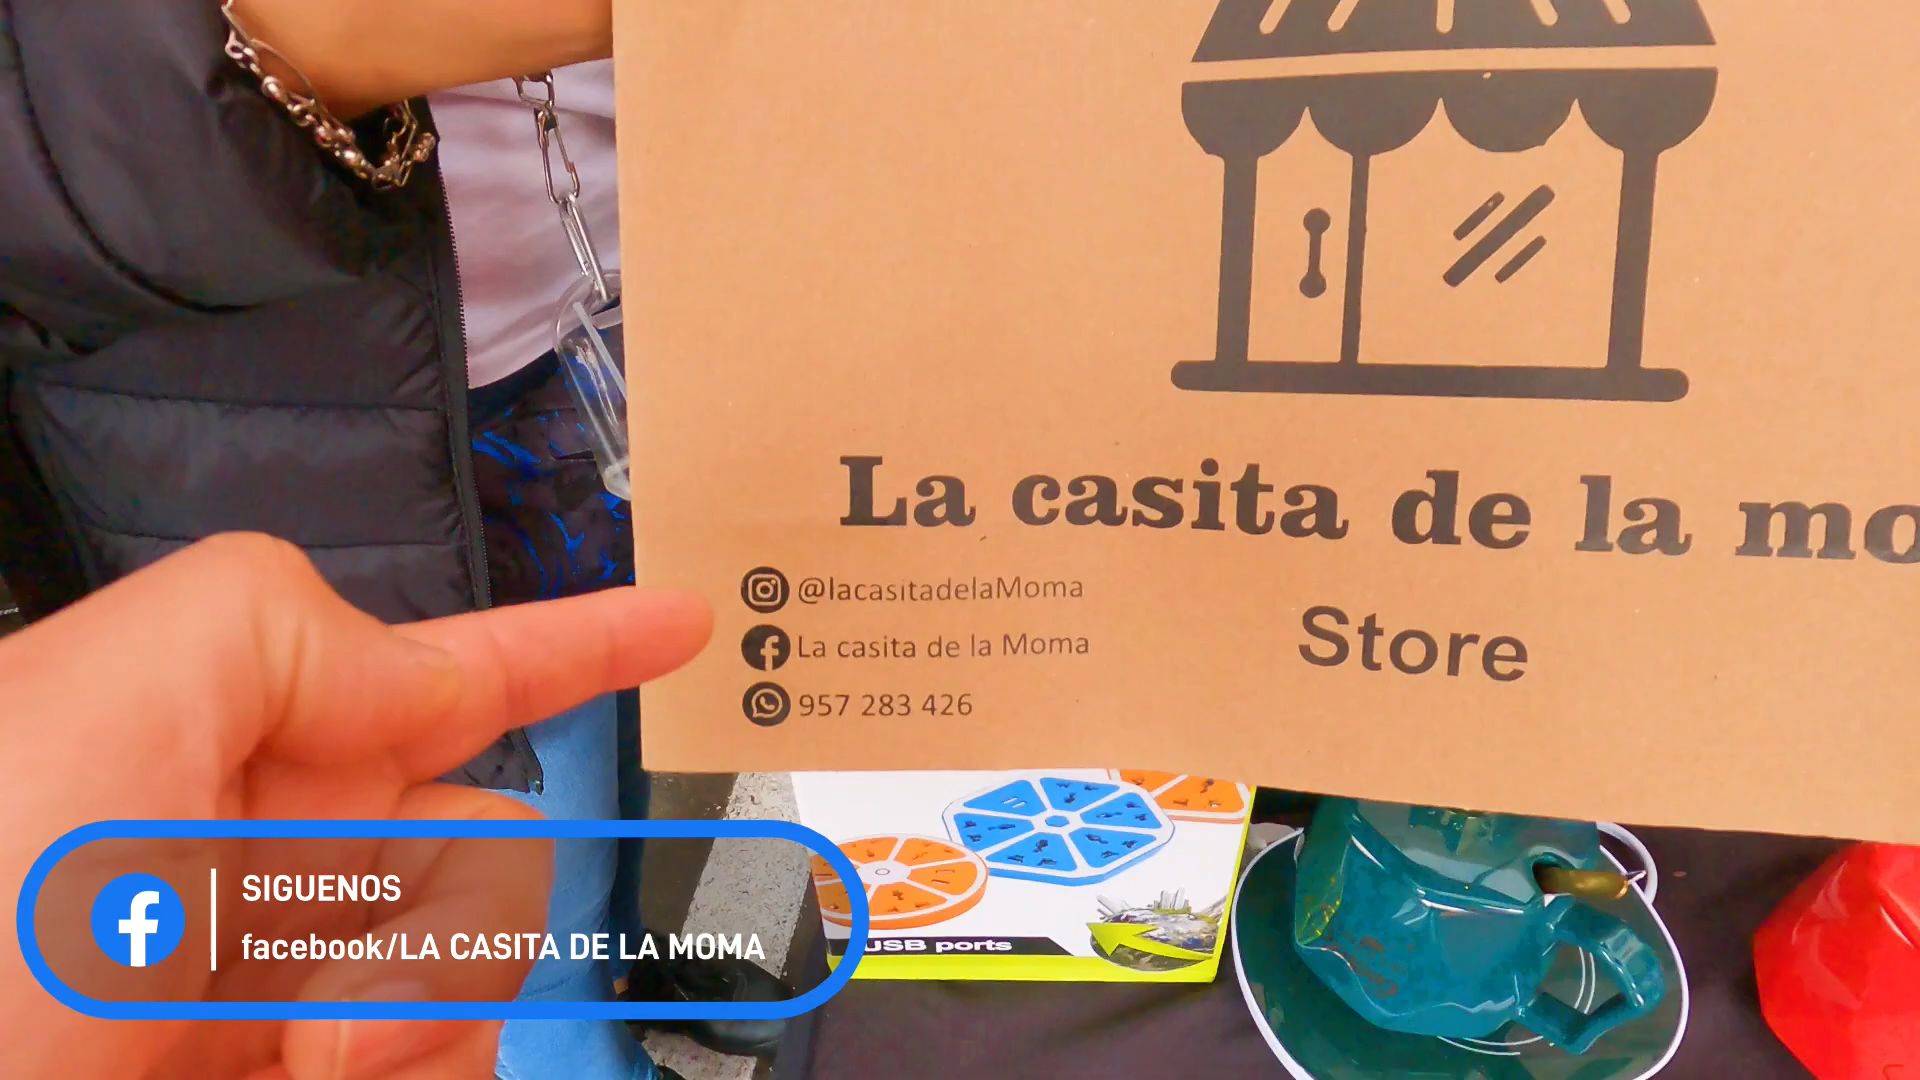 La casita de la mo
@lacasitadelaMoma
La casita de la Moma
957 283 426
Store
USB ports
SIGUENOS
facebook/LA CASITA DE LA MOMA